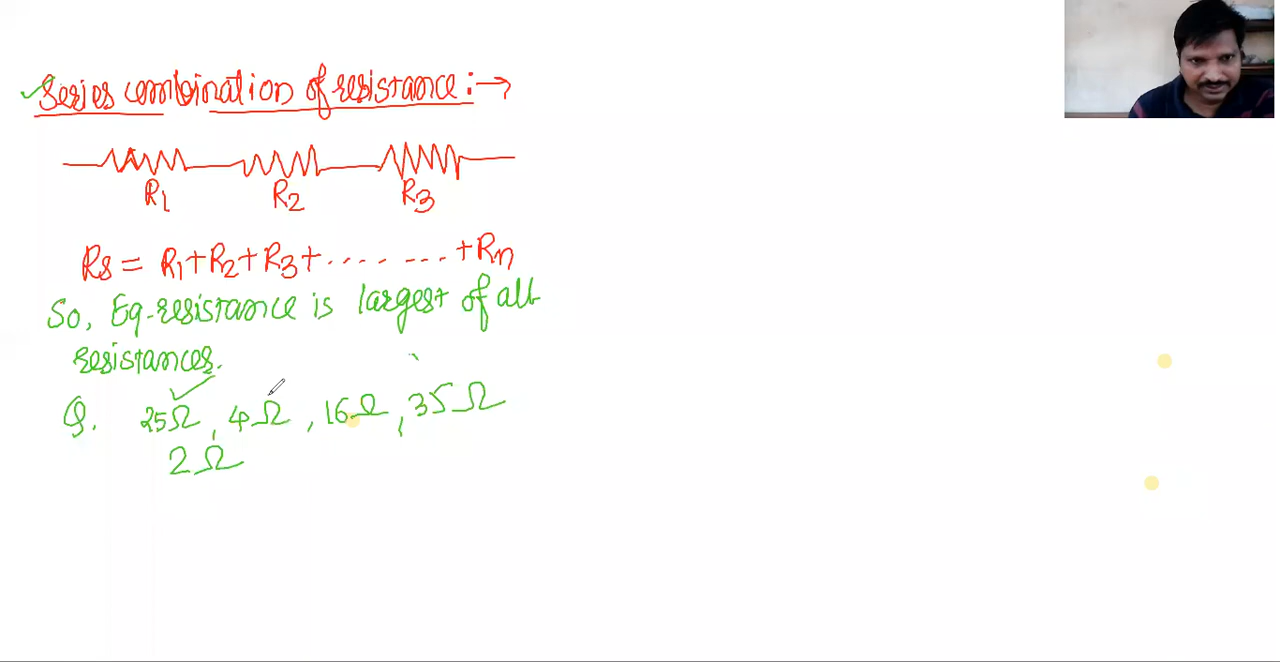 Series combination of resistance :→
R1 R2 R3
Rs = R1+R2+R3+........ +Rn
So, Eq. resistance is largest of all
resistances.
Q. 25Ω, 4Ω, 16Ω, 35Ω
2Ω